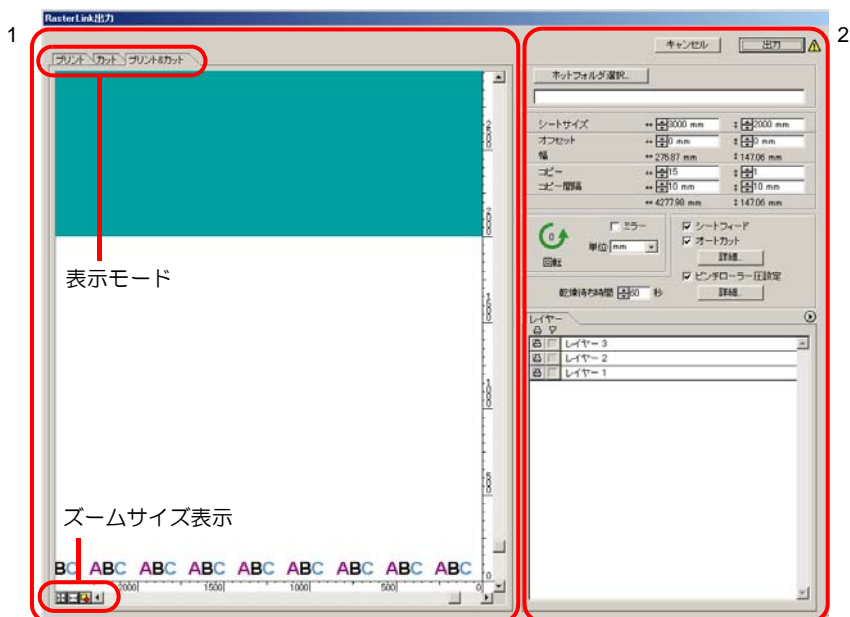 RasterLink出力
1
2
キャンセル 出力
プリント カット プリント&カット
ホットフォルダ選択...
シートサイズ ↔ 3000 mm ↕ 2000 mm
オフセット ↔ 0 mm ↕ 0 mm
幅 ↔ 275.87 mm ↕ 147.06 mm
コピー ↔ 15 ↕ 1
コピー間隔 ↔ 10 mm ↕ 10 mm
↔ 4277.98 mm ↕ 147.06 mm
0
回転
ミラー
単位 mm
シートフィード
オートカット
詳細...
ピンチローラー圧設定
乾燥待ち時間 60 秒
詳細...
表示モード
レイヤー
レイヤー 3
レイヤー 2
レイヤー 1
2500
2000
1500
1000
500
0
ズームサイズ表示
BC ABC ABC ABC ABC ABC ABC ABC ABC
2000 1500 1000 500 0